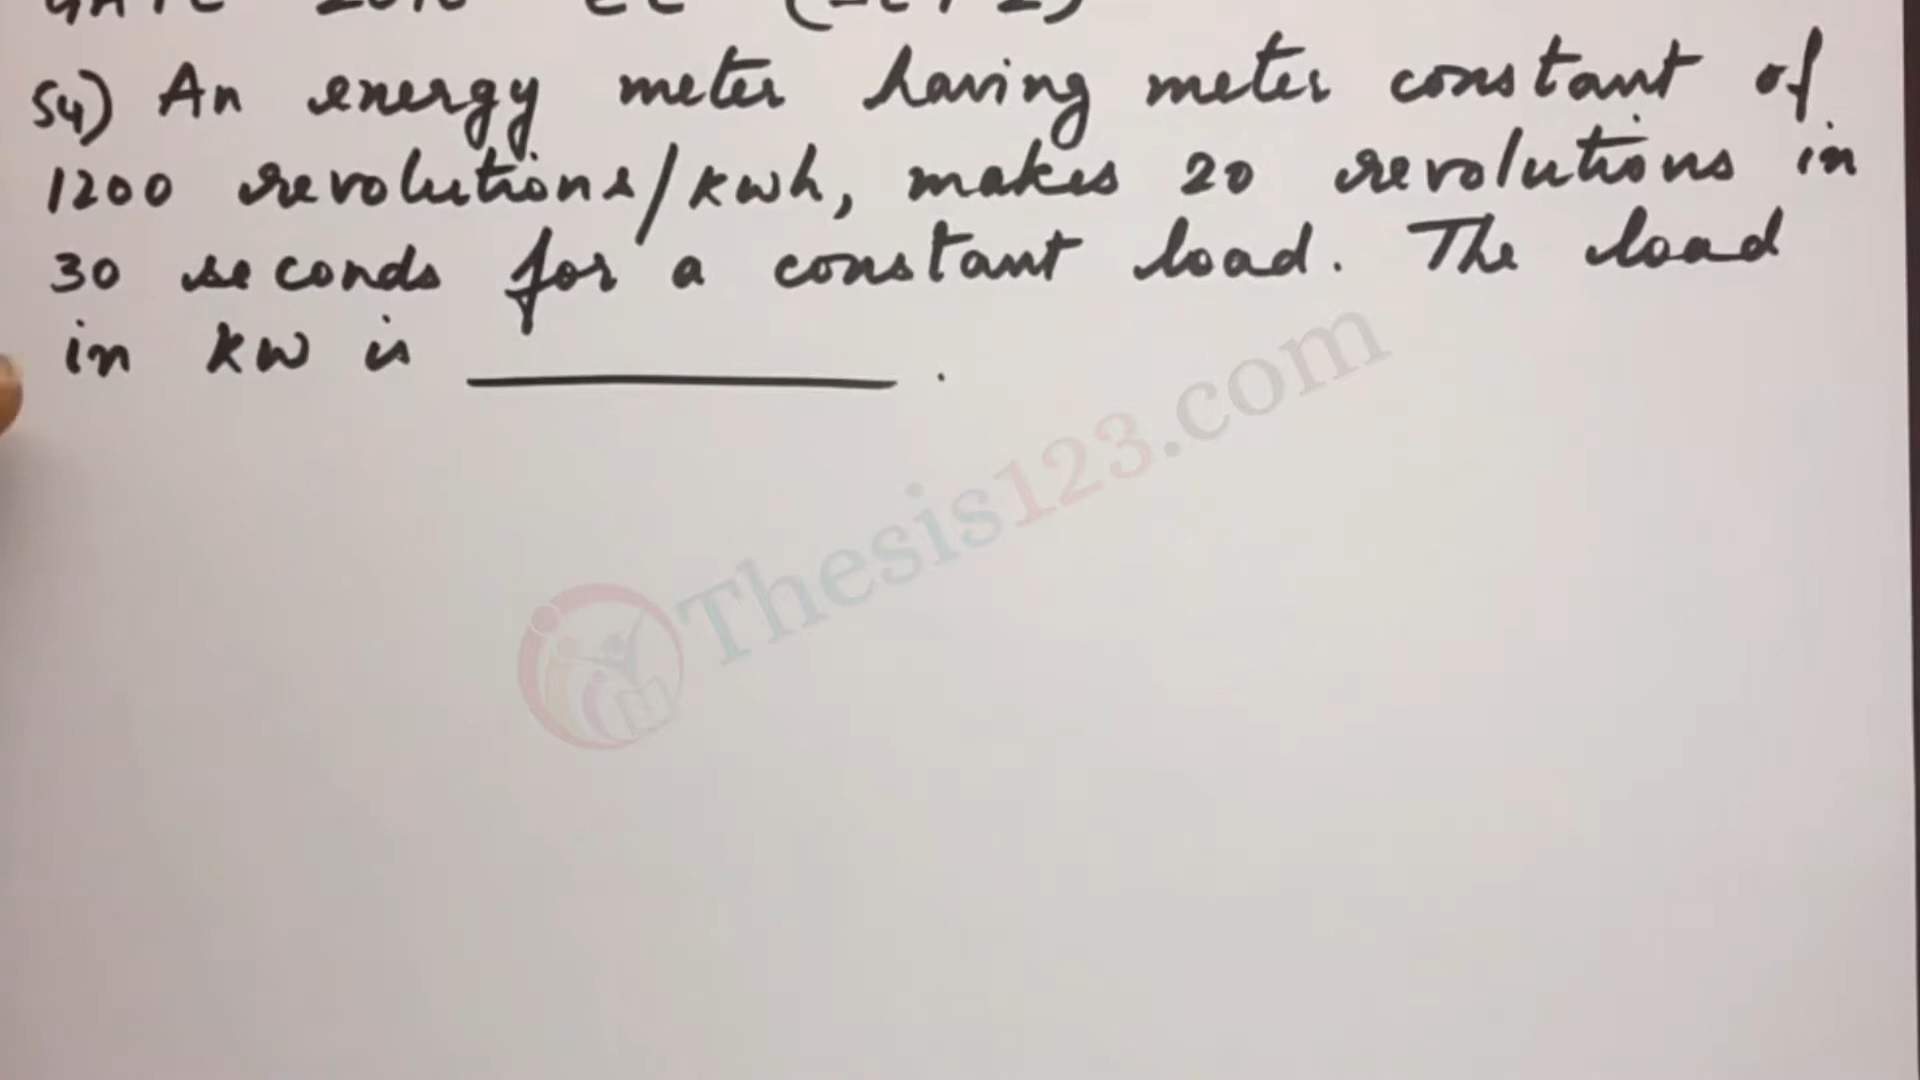 54) An energy meter having meter constant of
1200 revolutions/kwh, makes 20 revolutions in
30 seconds for a constant load. The load
in kw is ________ .
Thesis123.com